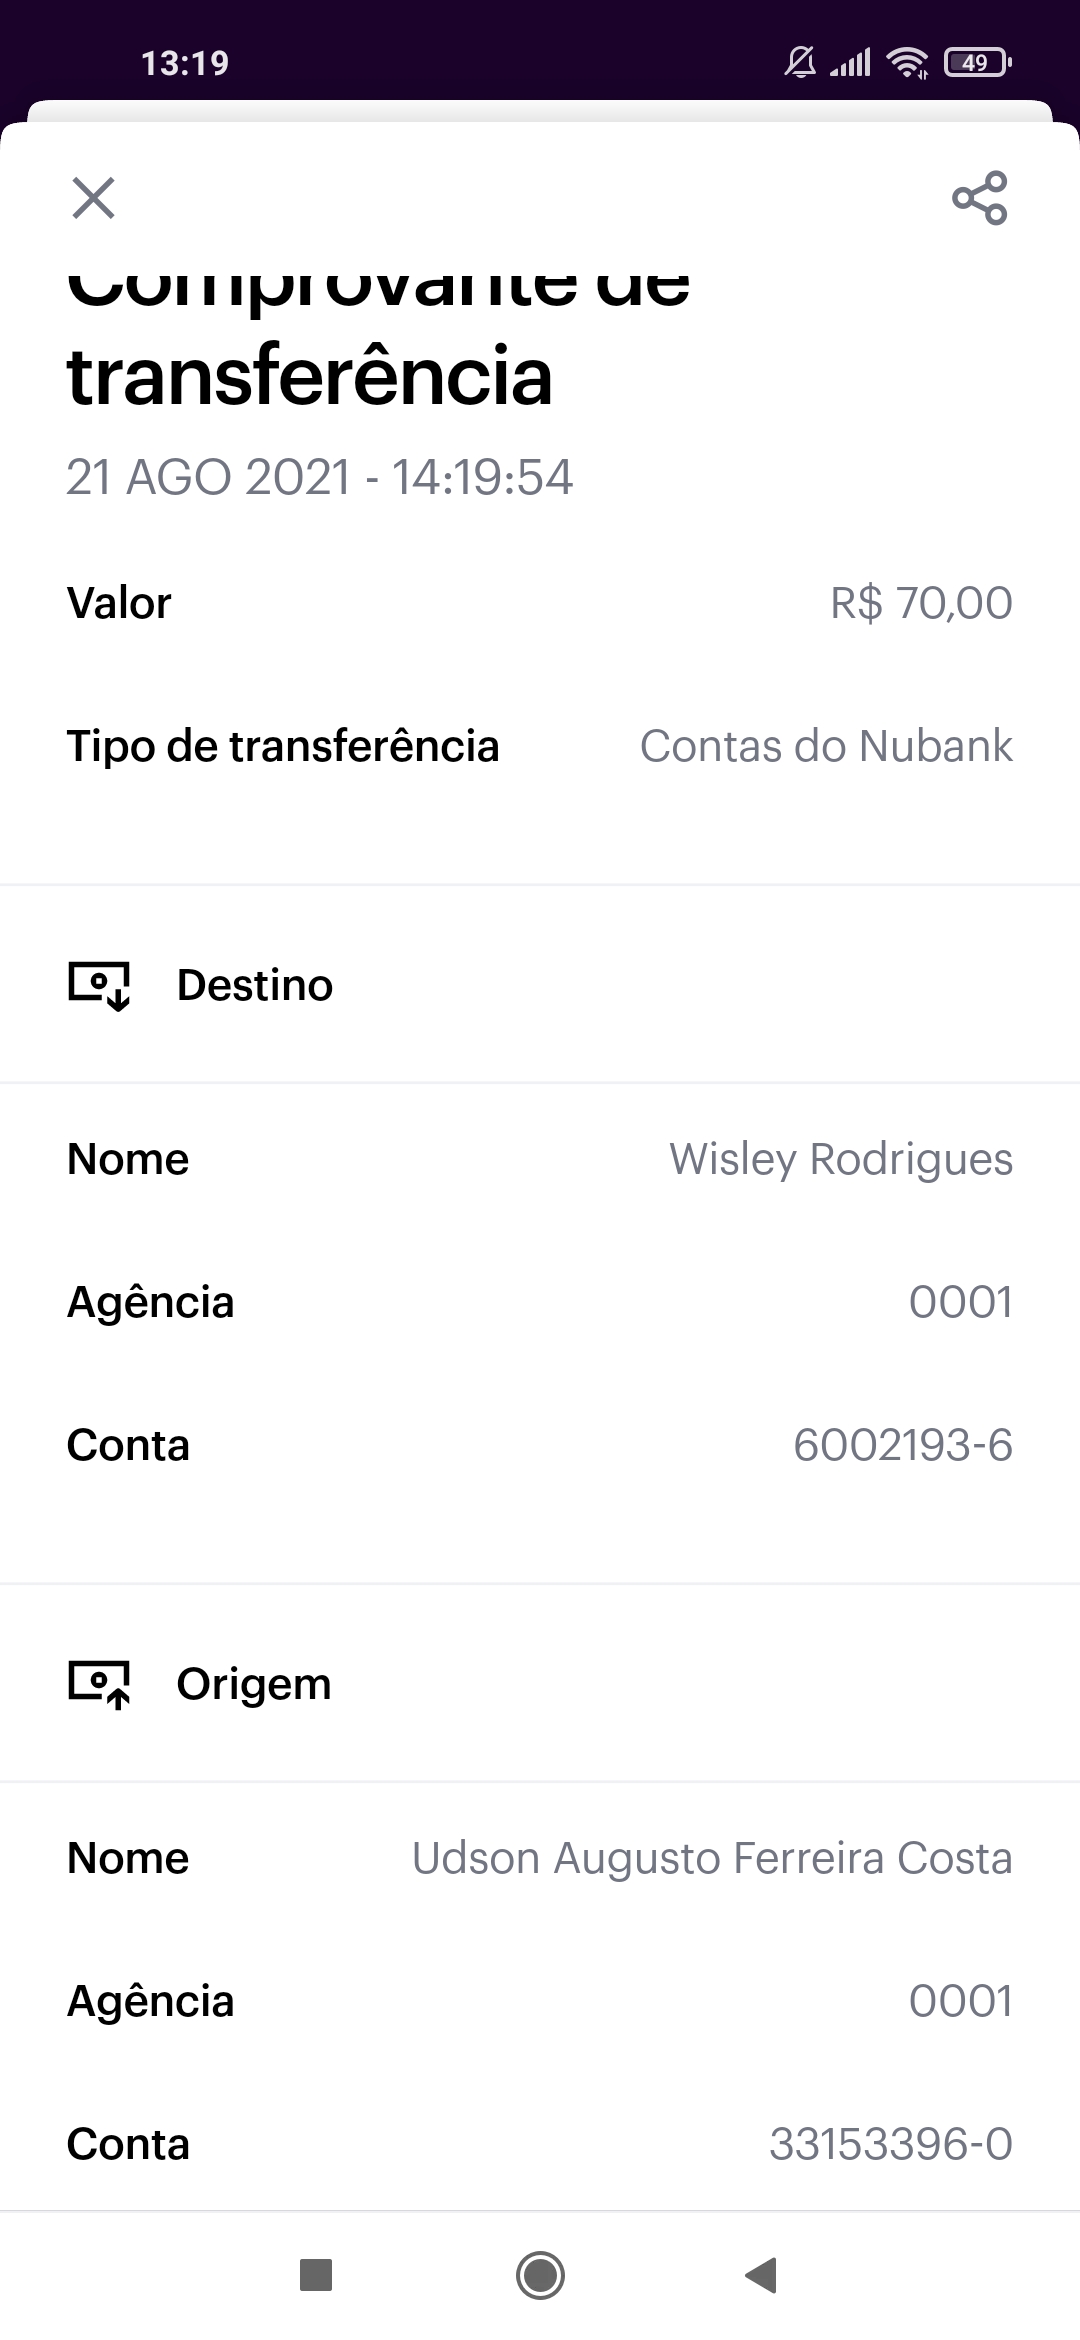 13:19
49
Comprovante de
transferência
21 AGO 2021 - 14:19:54
Valor R$ 70,00
Tipo de transferência Contas do Nubank
Destino
Nome Wisley Rodrigues
Agência 0001
Conta 6002193-6
Origem
Nome Udson Augusto Ferreira Costa
Agência 0001
Conta 33153396-0